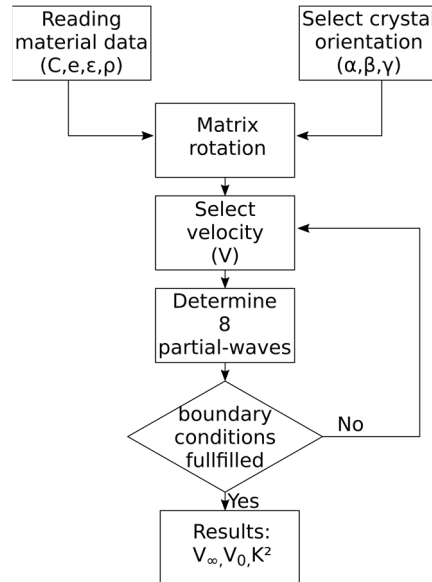 Reading
material data
(C,e,ε,ρ)
Select crystal
orientation
(α,β,γ)
Matrix
rotation
Select
velocity
(V)
Determine
8
partial-waves
boundary
conditions
fullfilled
No
Yes
Results:
V∞,V₀,K²